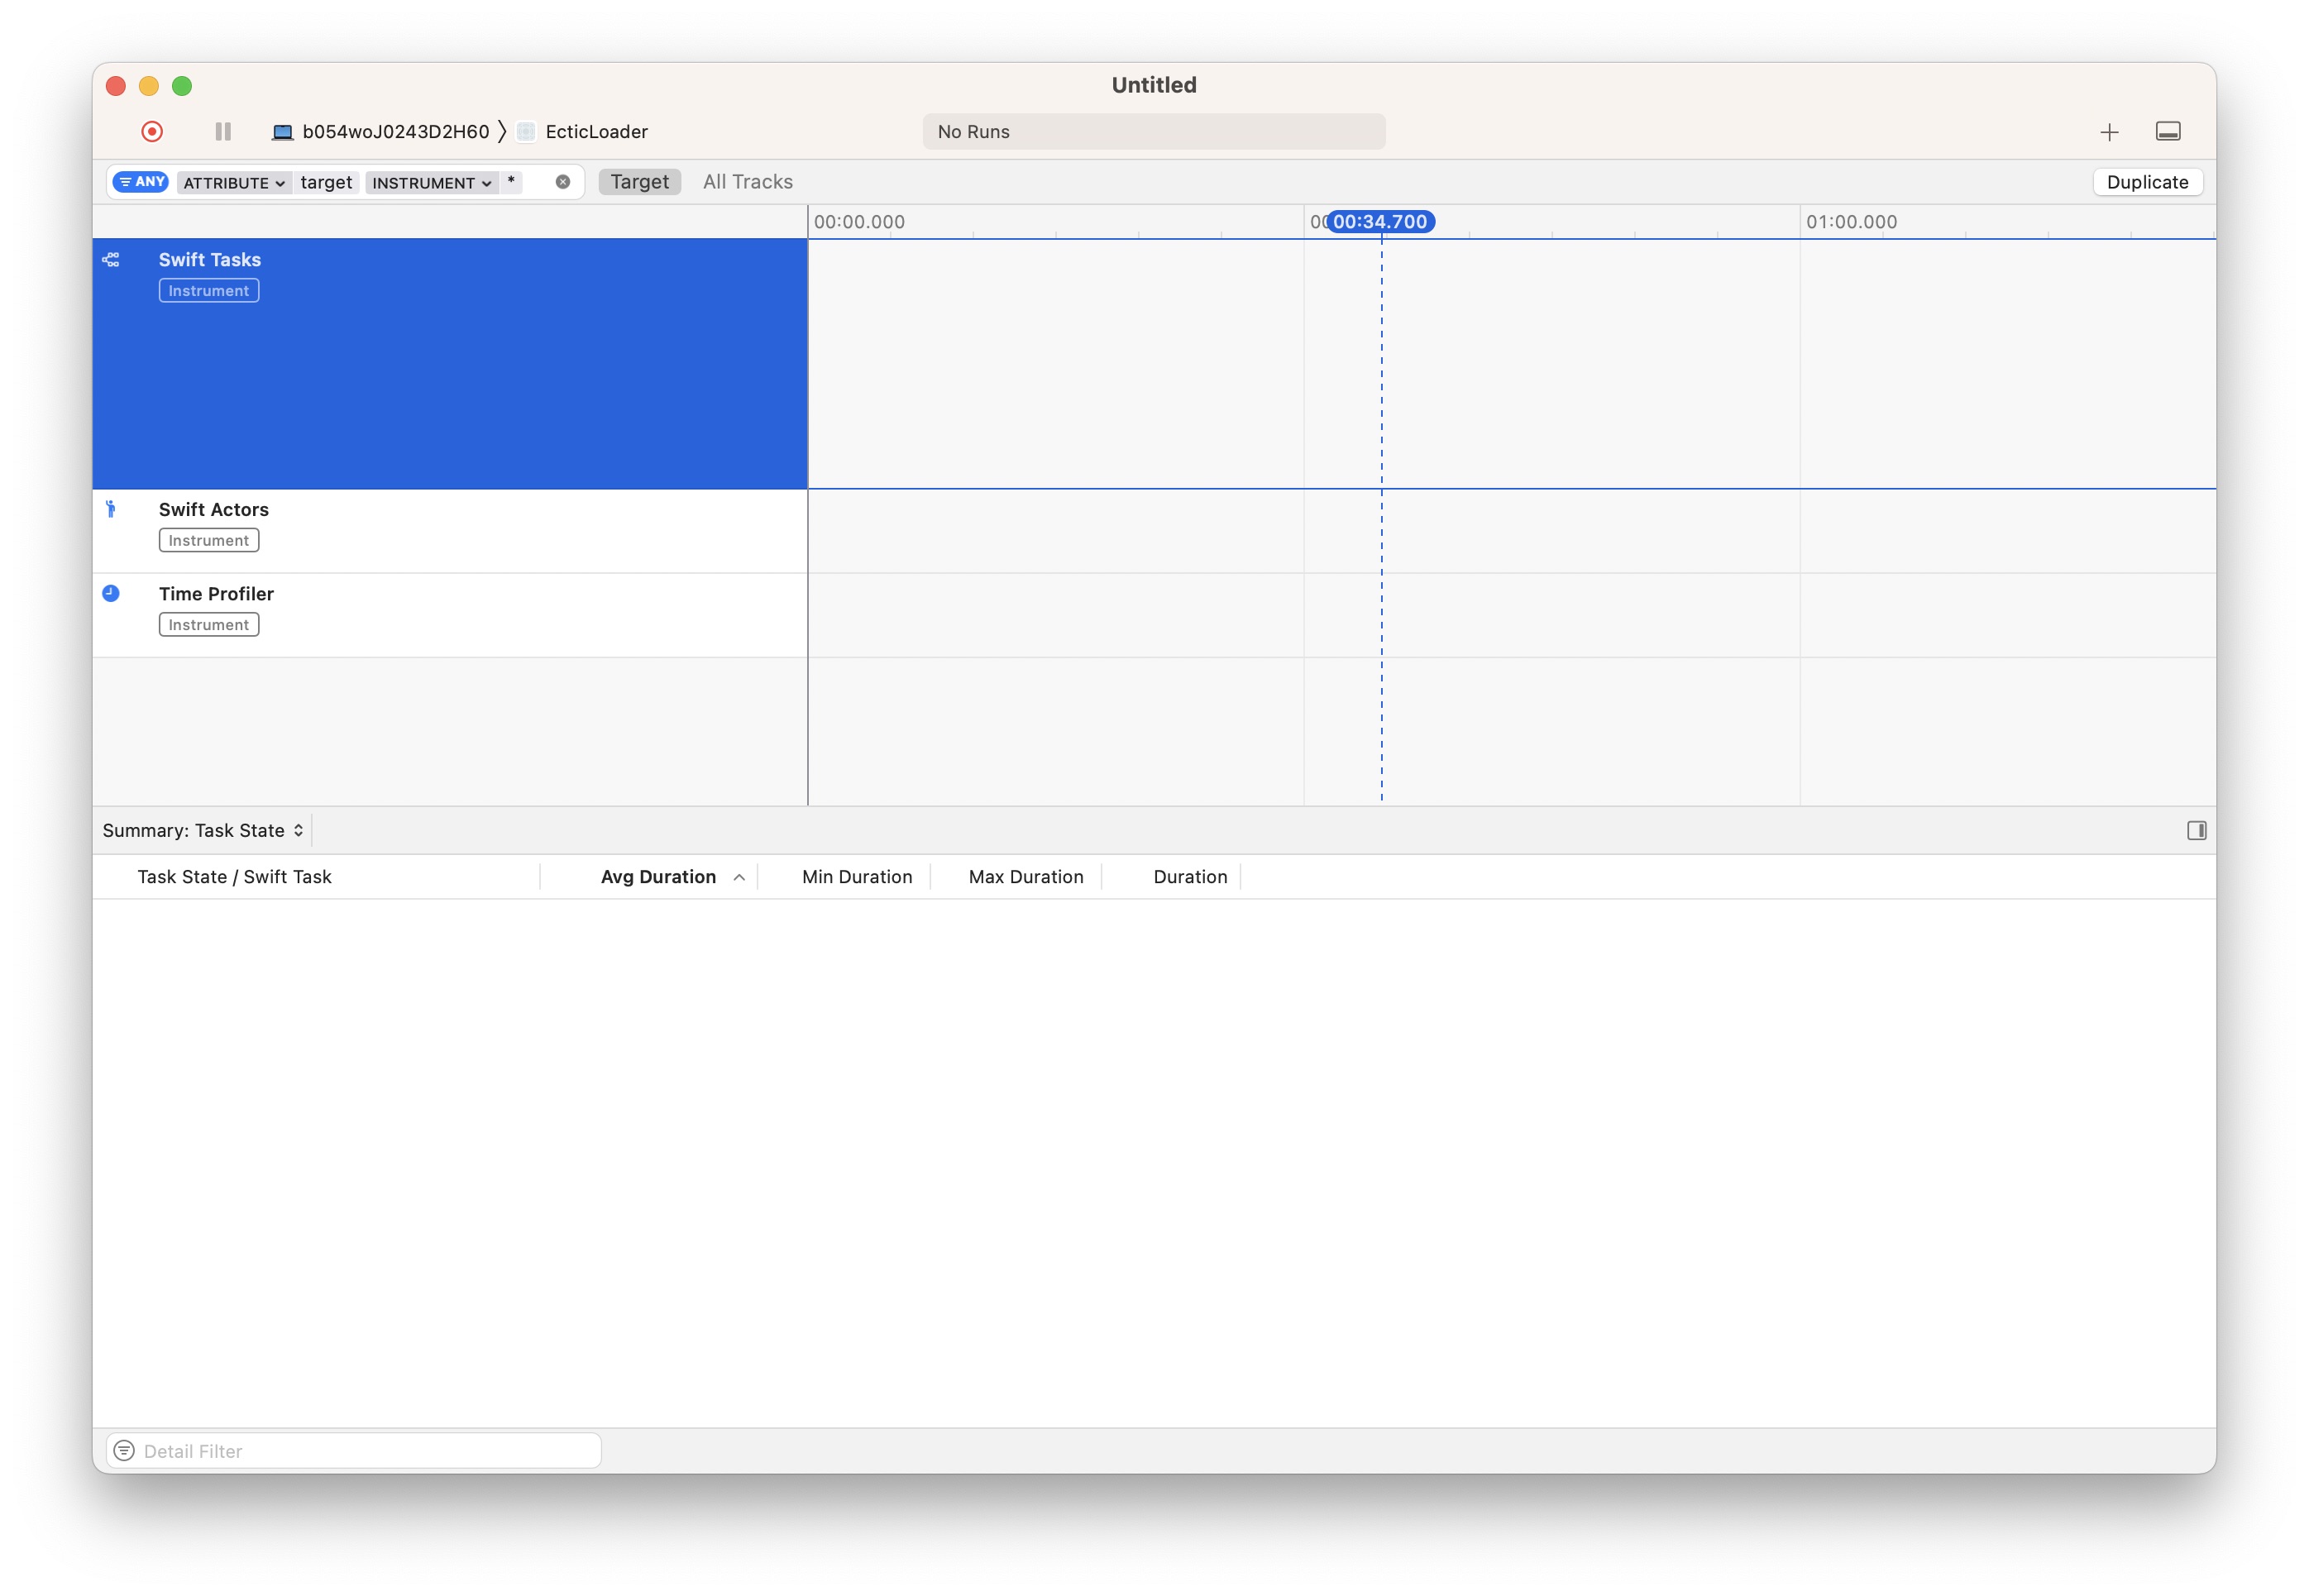 Untitled
b054woJ0243D2H60 〉 EcticLoader
No Runs
ANY ATTRIBUTE target INSTRUMENT * Target All Tracks Duplicate
00:00.000 00 00:34.700 01:00.000
Swift Tasks
Instrument
Swift Actors
Instrument
Time Profiler
Instrument
Summary: Task State
Task State / Swift Task Avg Duration Min Duration Max Duration Duration
Detail Filter